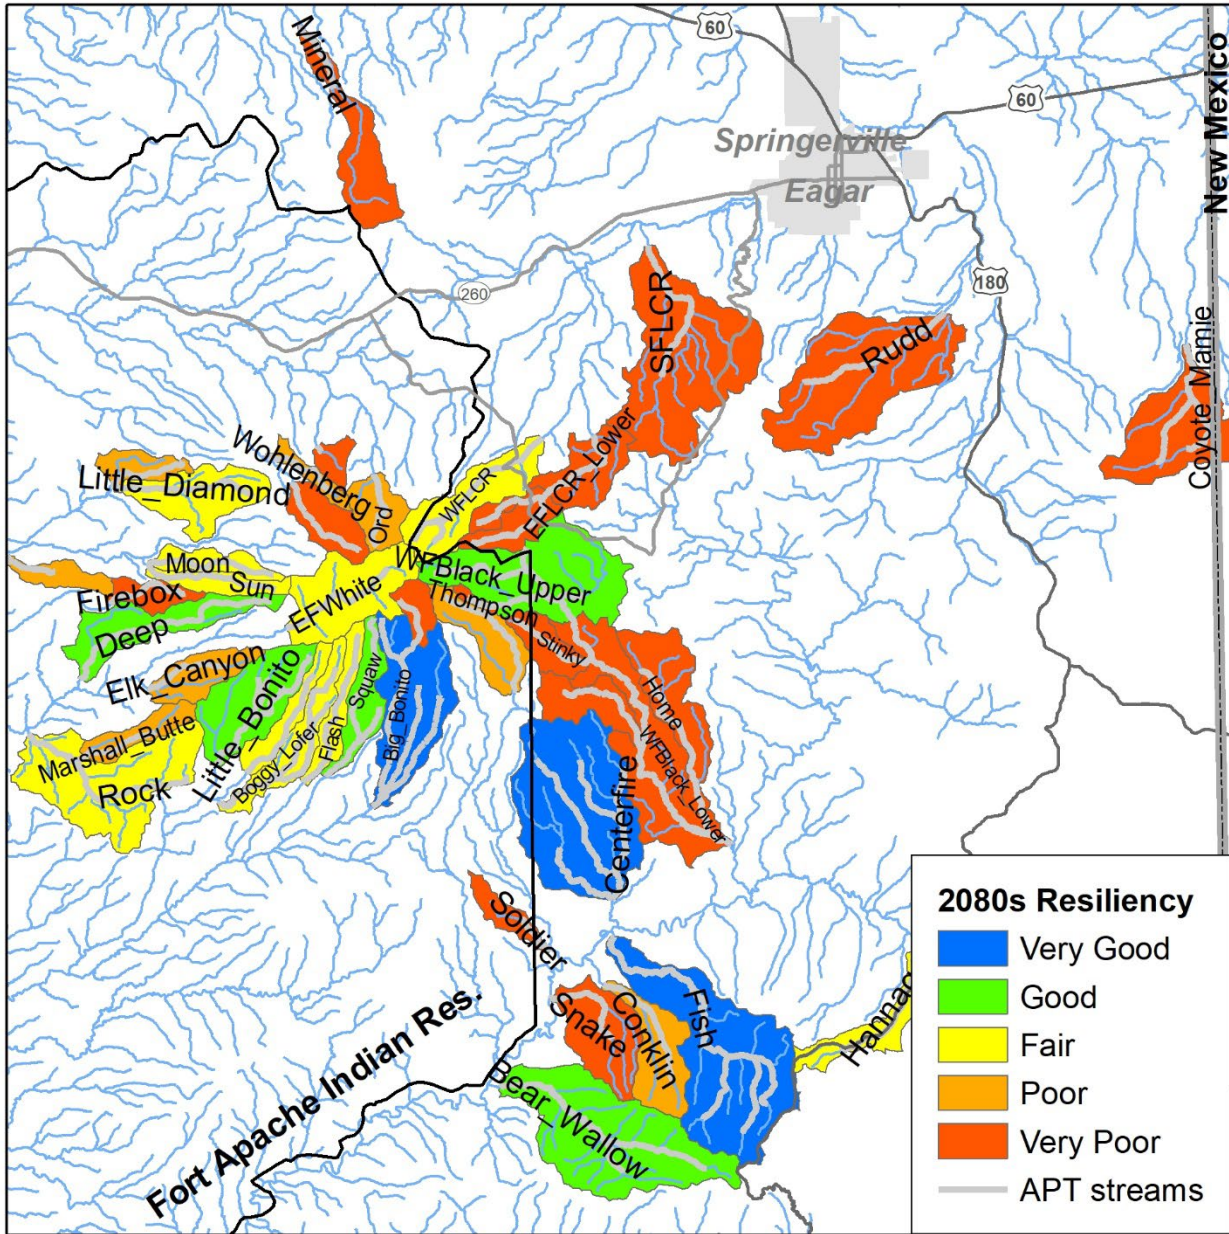 60
Mineral
60
New Mexico
Springerville
Eagar
180
260
SFLCR
Rudd
Coyote_Mamie
Wohlenberg
Little_Diamond
Ord
WFLCR
EFLCR_Lower
Moon
Sun
WFBlack_Upper
EFWhite
Firebox
Thompson
Stinky
Deep
Elk_Canyon
Little_Bonito
Squaw
Big_Bonito
Home
Marshall_Butte
Boggy_Lofer
Flash
WFBlack_Lower
Rock
Centerfire
Soldier
Fish
Conklin
Snake
Hannag
Bear_Wallow
Fort Apache Indian Res.
2080s Resiliency
Very Good
Good
Fair
Poor
Very Poor
APT streams